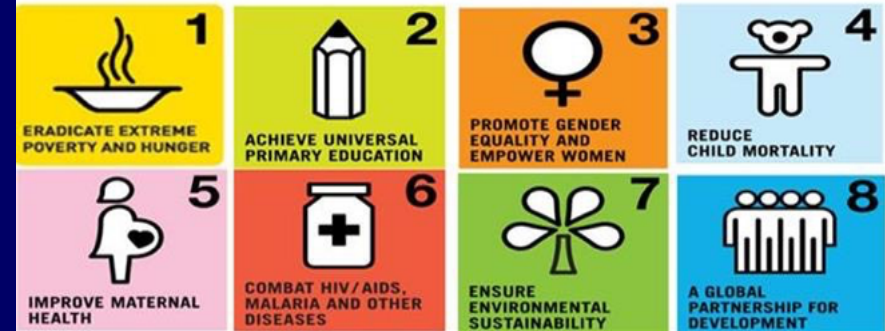 1
ERADICATE EXTREME
POVERTY AND HUNGER
2
ACHIEVE UNIVERSAL
PRIMARY EDUCATION
3
PROMOTE GENDER
EQUALITY AND
EMPOWER WOMEN
4
REDUCE
CHILD MORTALITY
5
IMPROVE MATERNAL
HEALTH
6
COMBAT HIV/AIDS,
MALARIA AND OTHER
DISEASES
7
ENSURE
ENVIRONMENTAL
SUSTAINABILITY
8
A GLOBAL
PARTNERSHIP FOR
DEVELOPMENT